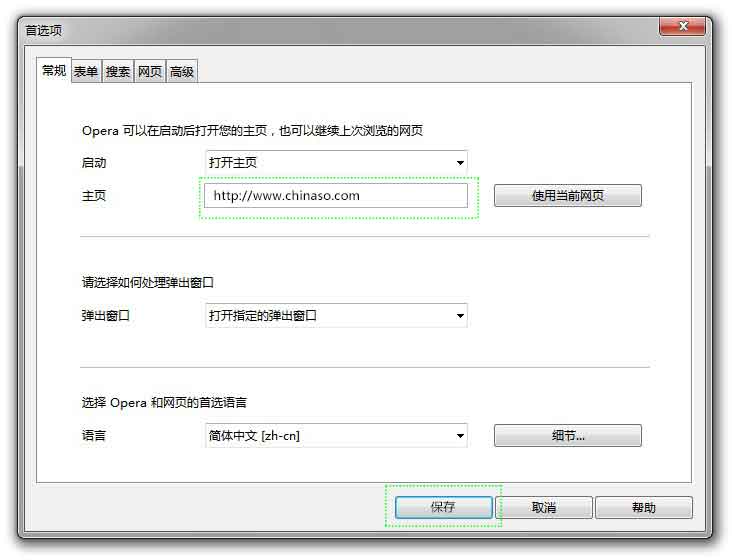 首选项
常规 表单 搜索 网页 高级
Opera 可以在启动后打开您的主页，也可以继续上次浏览的网页
启动 打开主页
主页 http://www.chinaso.com 使用当前网页
请选择如何处理弹出窗口
弹出窗口 打开指定的弹出窗口
选择 Opera 和网页的首选语言
语言 简体中文 [zh-cn] 细节...
保存 取消 帮助